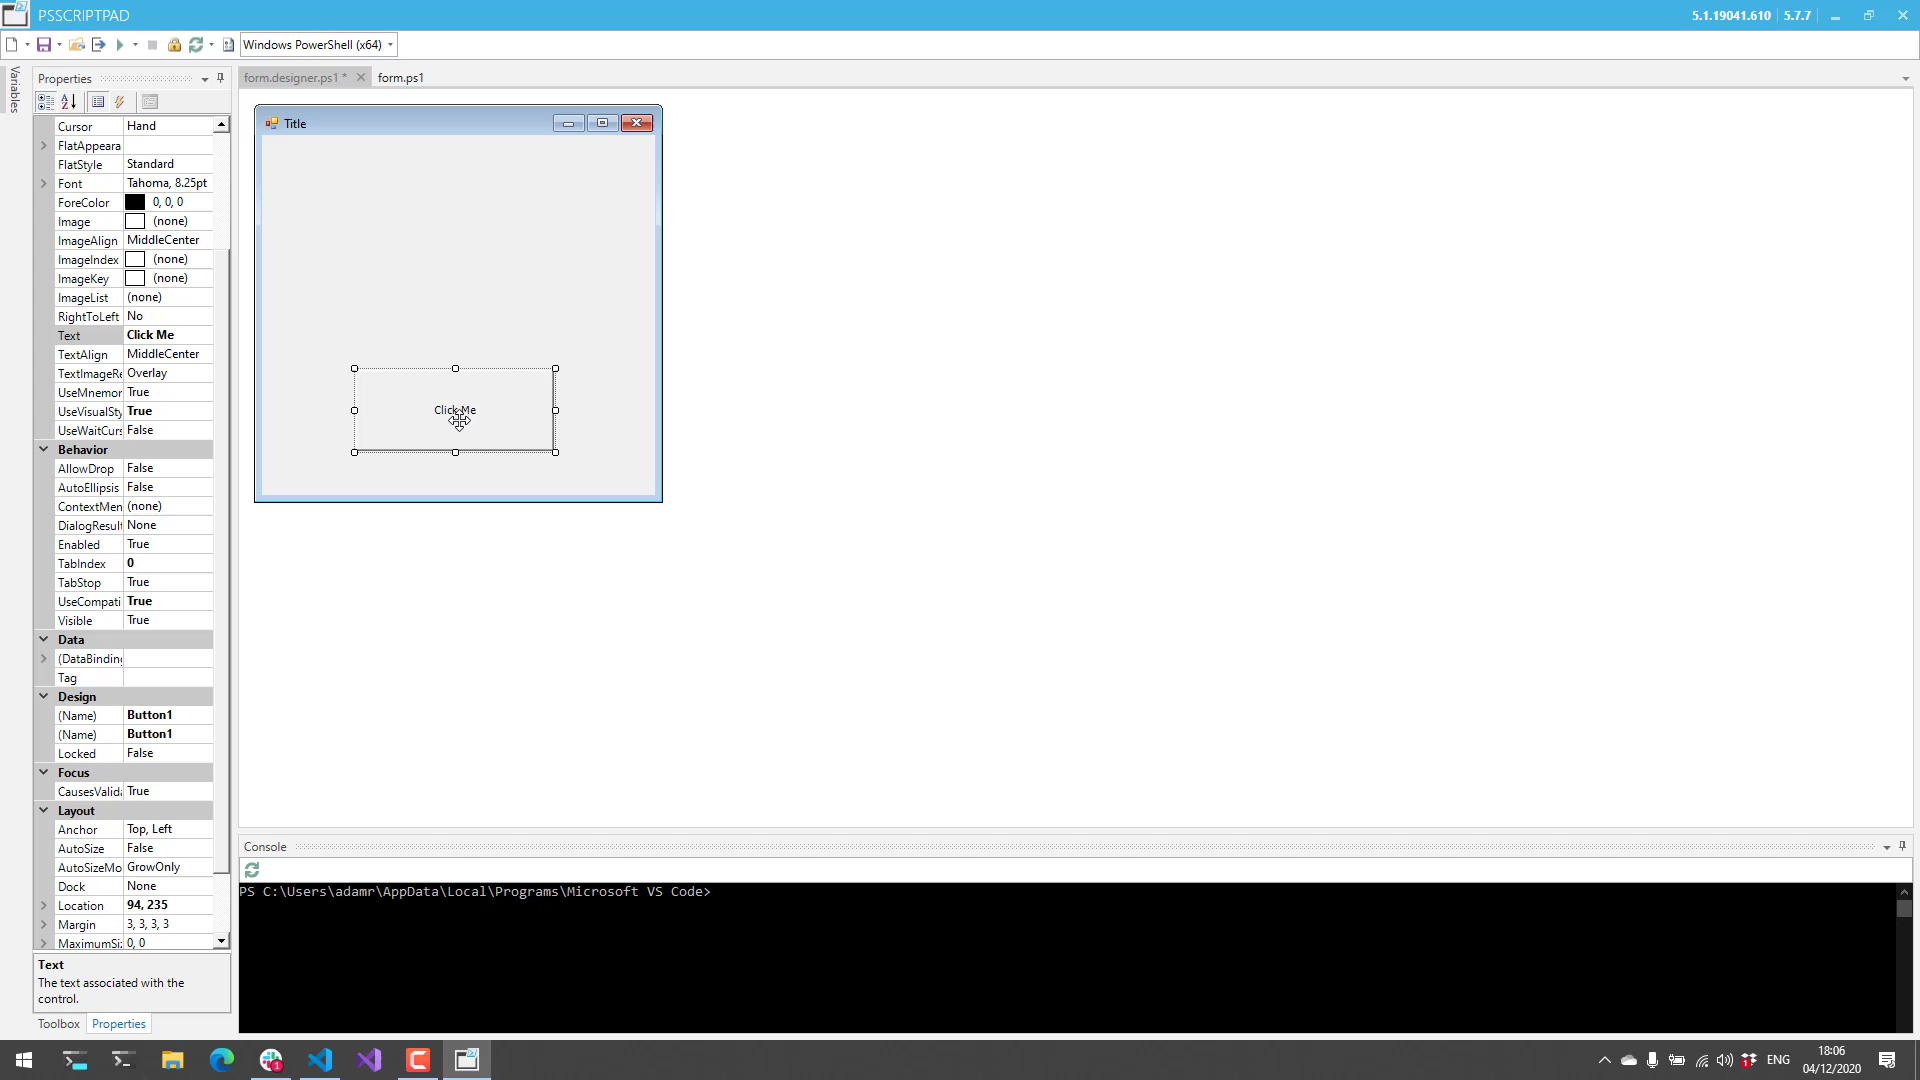 PSSCRIPTPAD
5.1.19041.610 5.7.7
Windows PowerShell (x64)
Variables
Properties
form.designer.ps1 *
form.ps1
Cursor Hand
FlatAppeara
FlatStyle Standard
Font Tahoma, 8.25pt
ForeColor 0, 0, 0
Image (none)
ImageAlign MiddleCenter
ImageIndex (none)
ImageKey (none)
ImageList (none)
RightToLeft No
Text Click Me
TextAlign MiddleCenter
TextImageRe Overlay
UseMnemor True
UseVisualSty True
UseWaitCurs False
Behavior
AllowDrop False
AutoEllipsis False
ContextMen (none)
DialogResult None
Enabled True
TabIndex 0
TabStop True
UseCompati True
Visible True
Data
(DataBinding
Tag
Design
(Name) Button1
(Name) Button1
Locked False
Focus
CausesValida True
Layout
Anchor Top, Left
AutoSize False
AutoSizeMo GrowOnly
Dock None
Location 94, 235
Margin 3, 3, 3, 3
MaximumSiz 0, 0
Text
The text associated with the
control.
Toolbox Properties
Title
Click Me
Console
PS C:\Users\adamr\AppData\Local\Programs\Microsoft VS Code>
1
1
ENG
18:06
04/12/2020